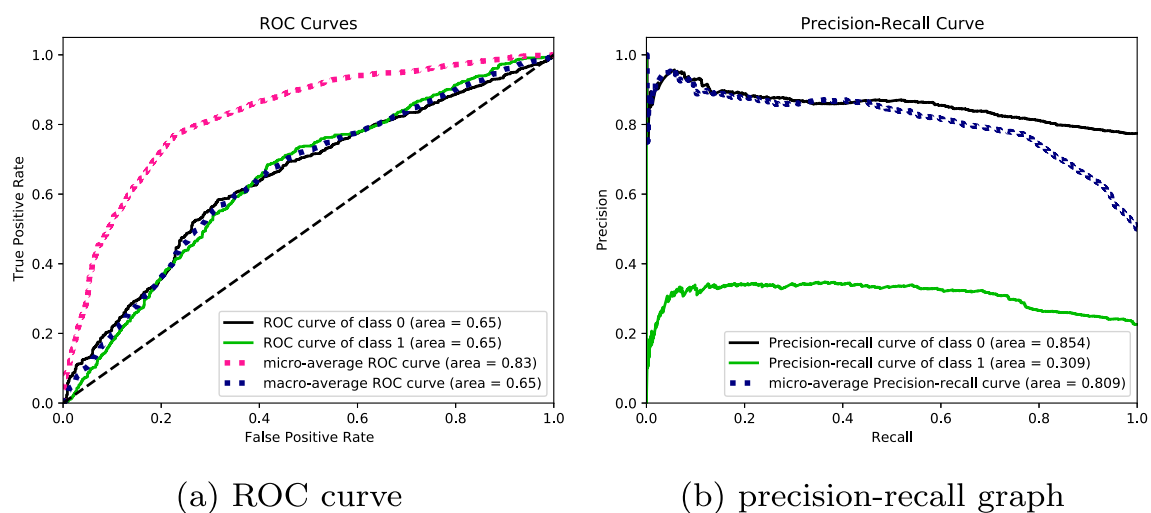 ROC Curves
1.0
0.8
0.6
0.4
0.2
0.0
True Positive Rate
0.0 0.2 0.4 0.6 0.8 1.0
False Positive Rate
ROC curve of class 0 (area = 0.65)
ROC curve of class 1 (area = 0.65)
micro-average ROC curve (area = 0.83)
macro-average ROC curve (area = 0.65)
(a) ROC curve
Precision-Recall Curve
1.0
0.8
0.6
0.4
0.2
0.0
Precision
0.0 0.2 0.4 0.6 0.8 1.0
Recall
Precision-recall curve of class 0 (area = 0.854)
Precision-recall curve of class 1 (area = 0.309)
micro-average Precision-recall curve (area = 0.809)
(b) precision-recall graph